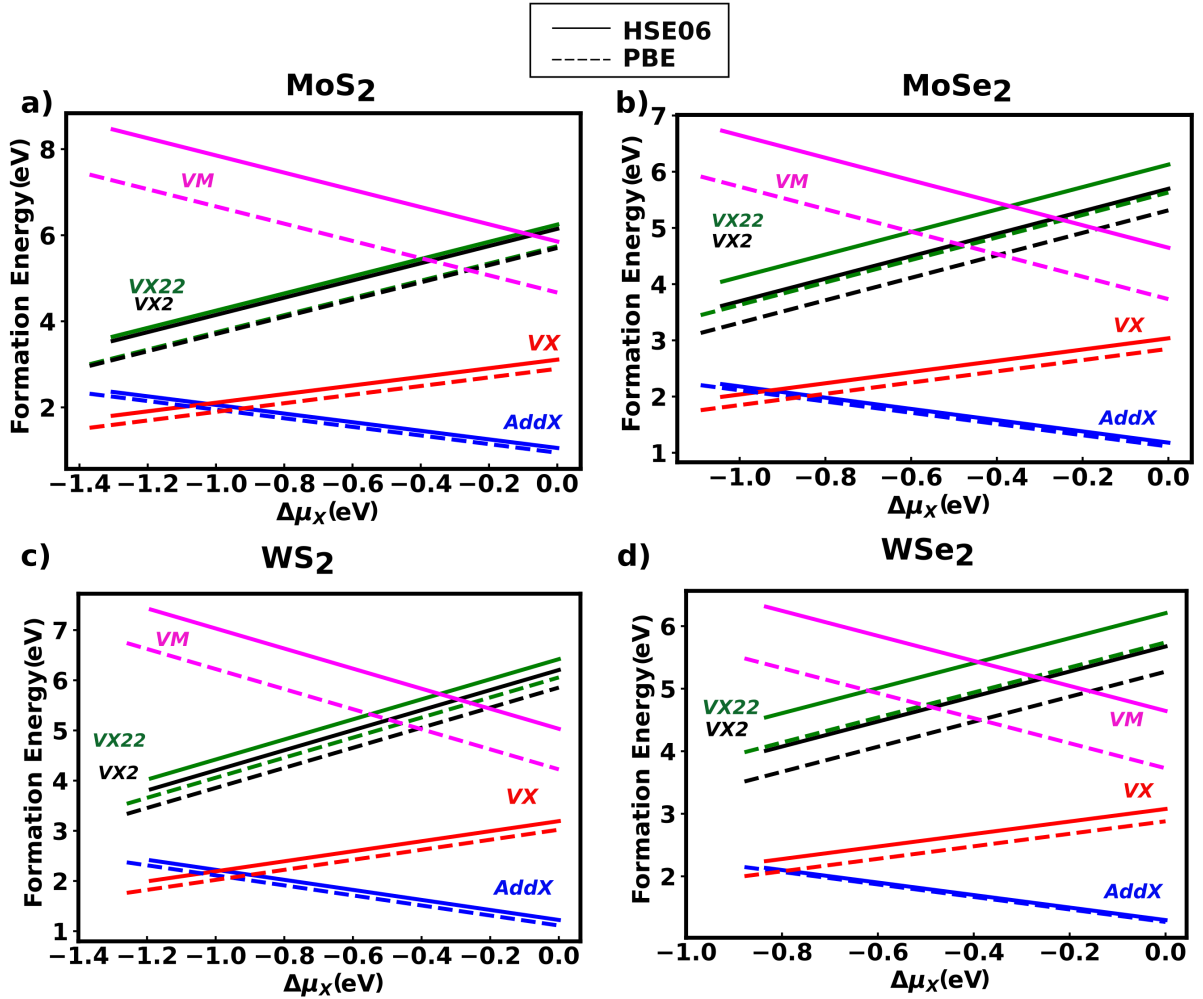 HSE06
PBE
a)
MoS2
Formation Energy(eV)
8
6
4
2
VM
VX22
VX2
VX
AddX
−1.4 −1.2 −1.0 −0.8 −0.6 −0.4 −0.2 0.0
ΔμX(eV)
b)
MoSe2
Formation Energy(eV)
7
6
5
4
3
2
1
VM
VX22
VX2
VX
AddX
−1.0 −0.8 −0.6 −0.4 −0.2 0.0
ΔμX(eV)
c)
WS2
Formation Energy(eV)
7
6
5
4
3
2
1
VM
VX22
VX2
VX
AddX
−1.4 −1.2 −1.0 −0.8 −0.6 −0.4 −0.2 0.0
ΔμX(eV)
d)
WSe2
Formation Energy(eV)
6
5
4
3
2
VX22
VX2
VM
VX
AddX
−1.0 −0.8 −0.6 −0.4 −0.2 0.0
ΔμX(eV)